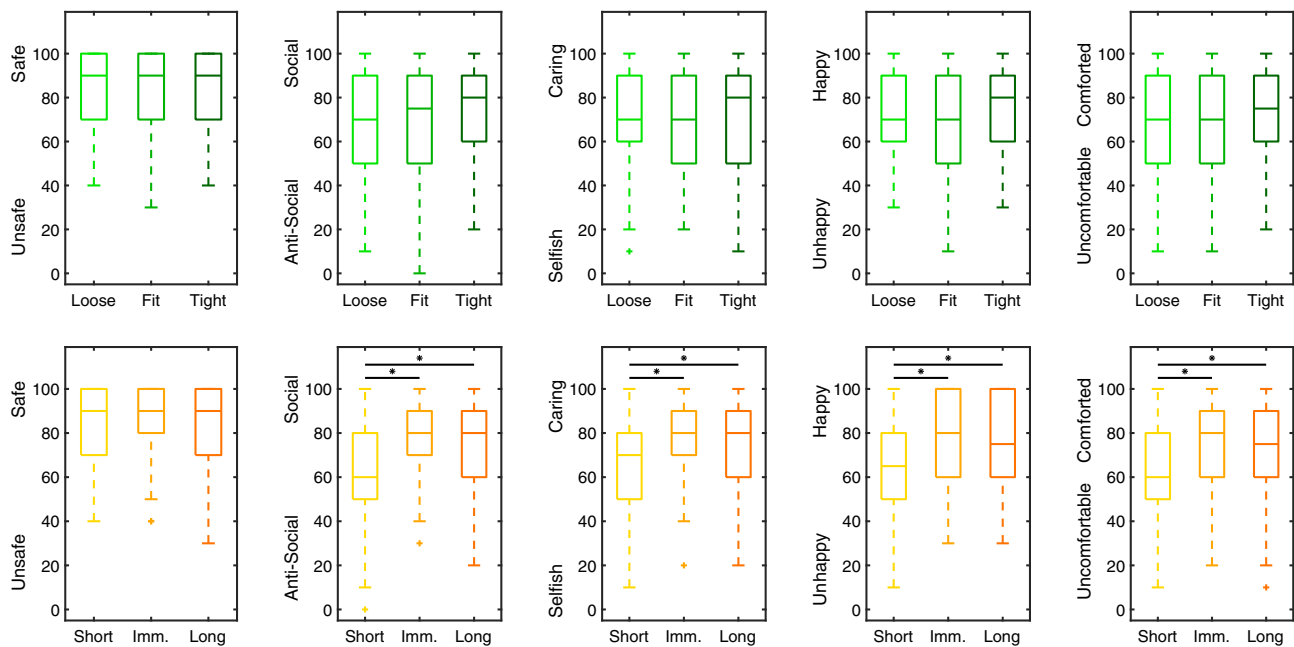 Safe
Unsafe
100
80
60
40
20
0
Loose Fit Tight
Social
Anti-Social
100
80
60
40
20
0
Loose Fit Tight
Caring
Selfish
100
80
60
40
20
0
Loose Fit Tight
Happy
Unhappy
100
80
60
40
20
0
Loose Fit Tight
Comforted
Uncomfortable
100
80
60
40
20
0
Loose Fit Tight
Safe
Unsafe
100
80
60
40
20
0
Short Imm. Long
Social
Anti-Social
100
80
60
40
20
0
*
*
Short Imm. Long
Caring
Selfish
100
80
60
40
20
0
*
*
Short Imm. Long
Happy
Unhappy
100
80
60
40
20
0
*
*
Short Imm. Long
Comforted
Uncomfortable
100
80
60
40
20
0
*
*
Short Imm. Long